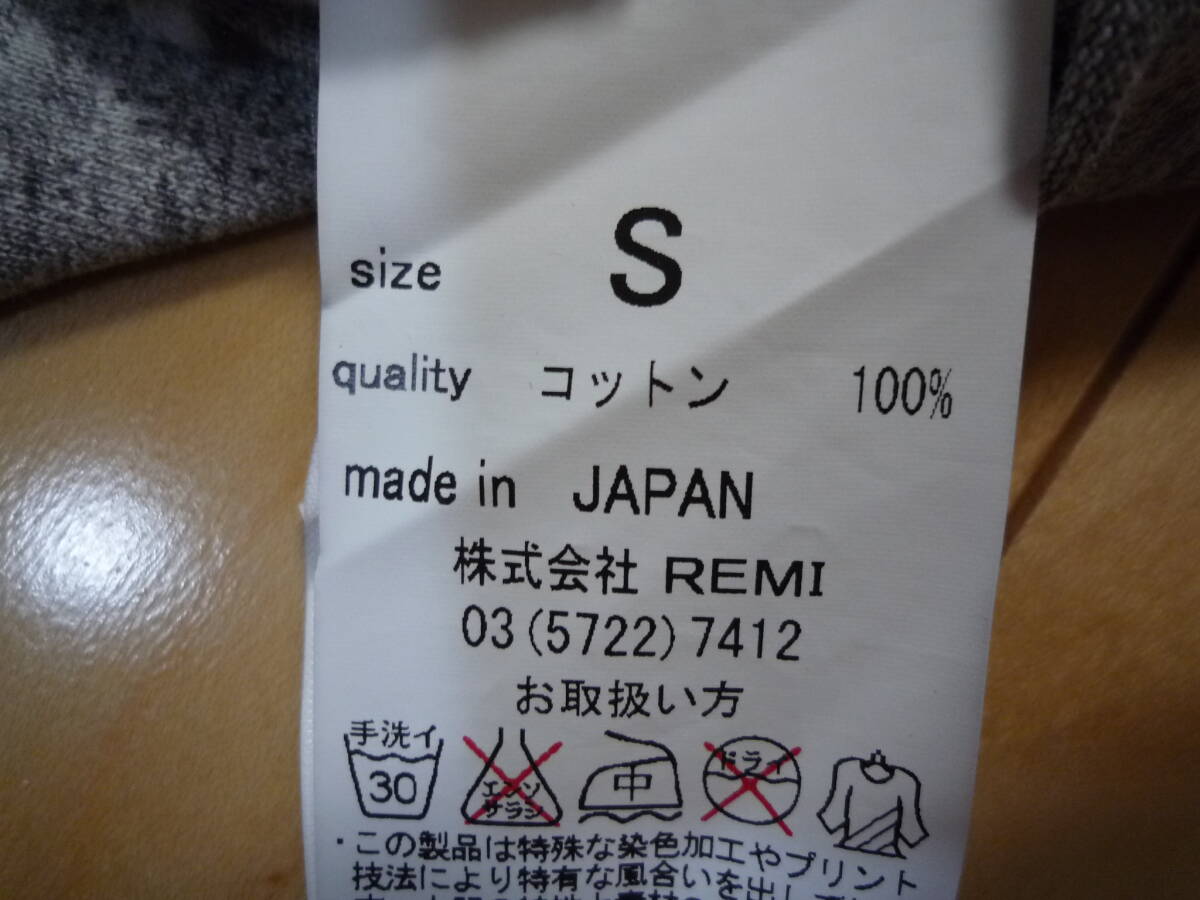 size S
quality コットン 100%
made in JAPAN
株式会社 REMI
03(5722)7412
お取扱い方
手洗イ 30
エンソ サラシ
中
ドライ
・この製品は特殊な染色加工やプリント
技法により特有な風合いを出して